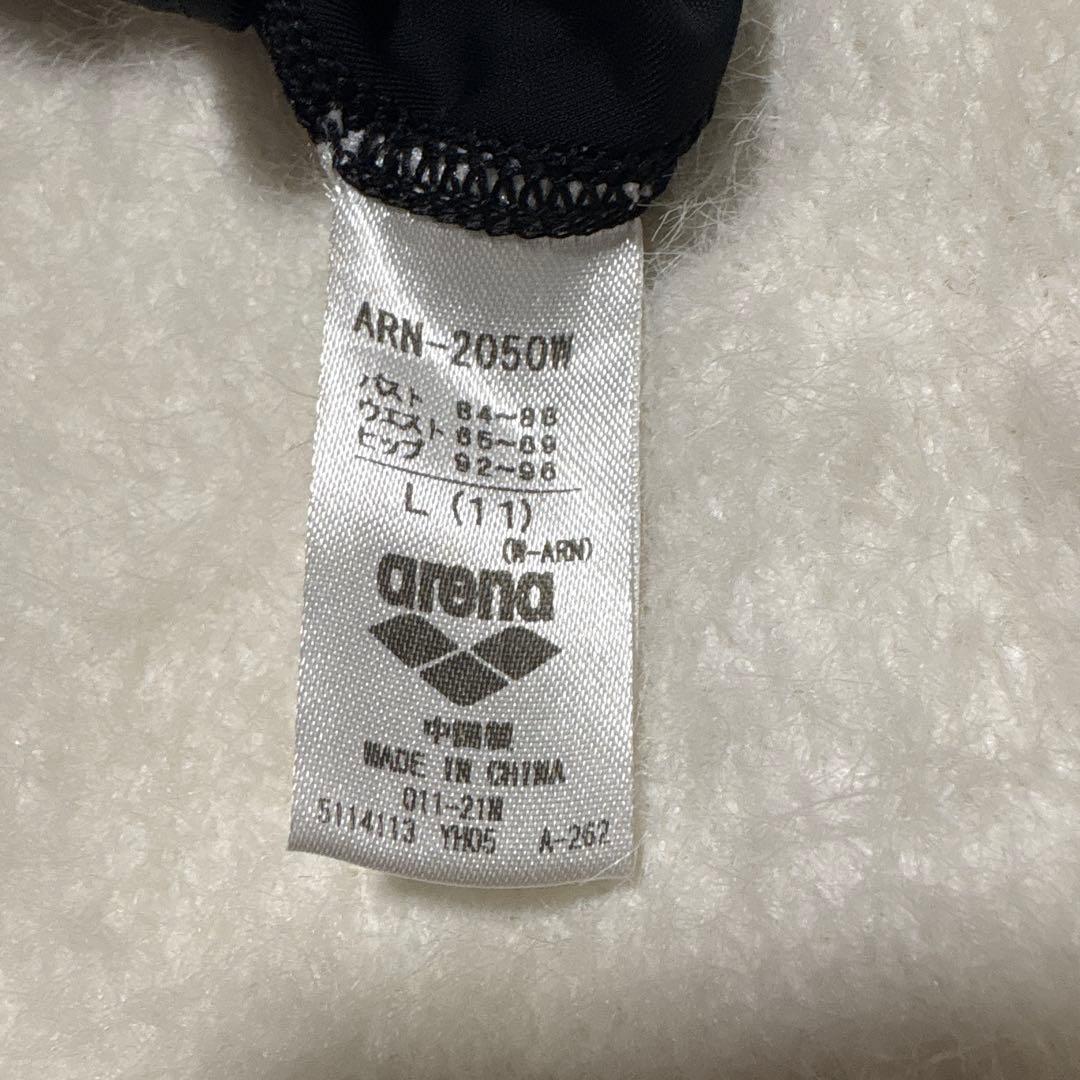 ARN-2050W
バスト 84~88
ウエスト 65~69
ヒップ 92~96
L (11)
(W-ARN)
arena
中国製
MADE IN CHINA
011-21W
5114113 YH05 A-262